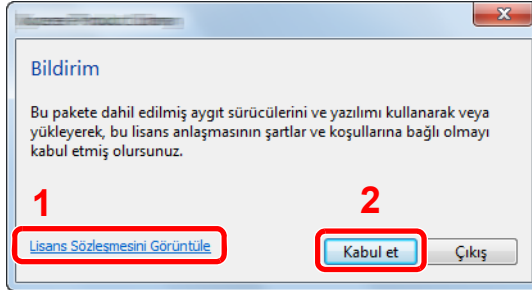 Bildirim
Bu pakete dahil edilmiş aygıt sürücülerini ve yazılımı kullanarak veya
yükleyerek, bu lisans anlaşmasının şartlar ve koşullarına bağlı olmayı
kabul etmiş olursunuz.
1
2
Lisans Sözleşmesini Görüntüle
Kabul et
Çıkış